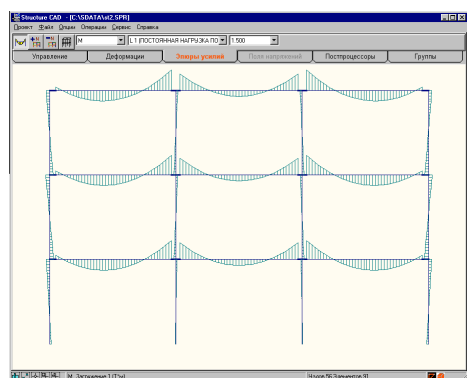 Structure CAD - [C:\SDATA\st2.SPR]
Проект Файл Опции Операции Сервис Справка
M L1 (ПОСТОЯННАЯ НАГРУЗКА ПО 1.500
Управление Деформации Эпюры усилий Поля напряжений Постпроцессоры Группы
M Загружение 1 (Т*м) Узлов 56 Элементов 91